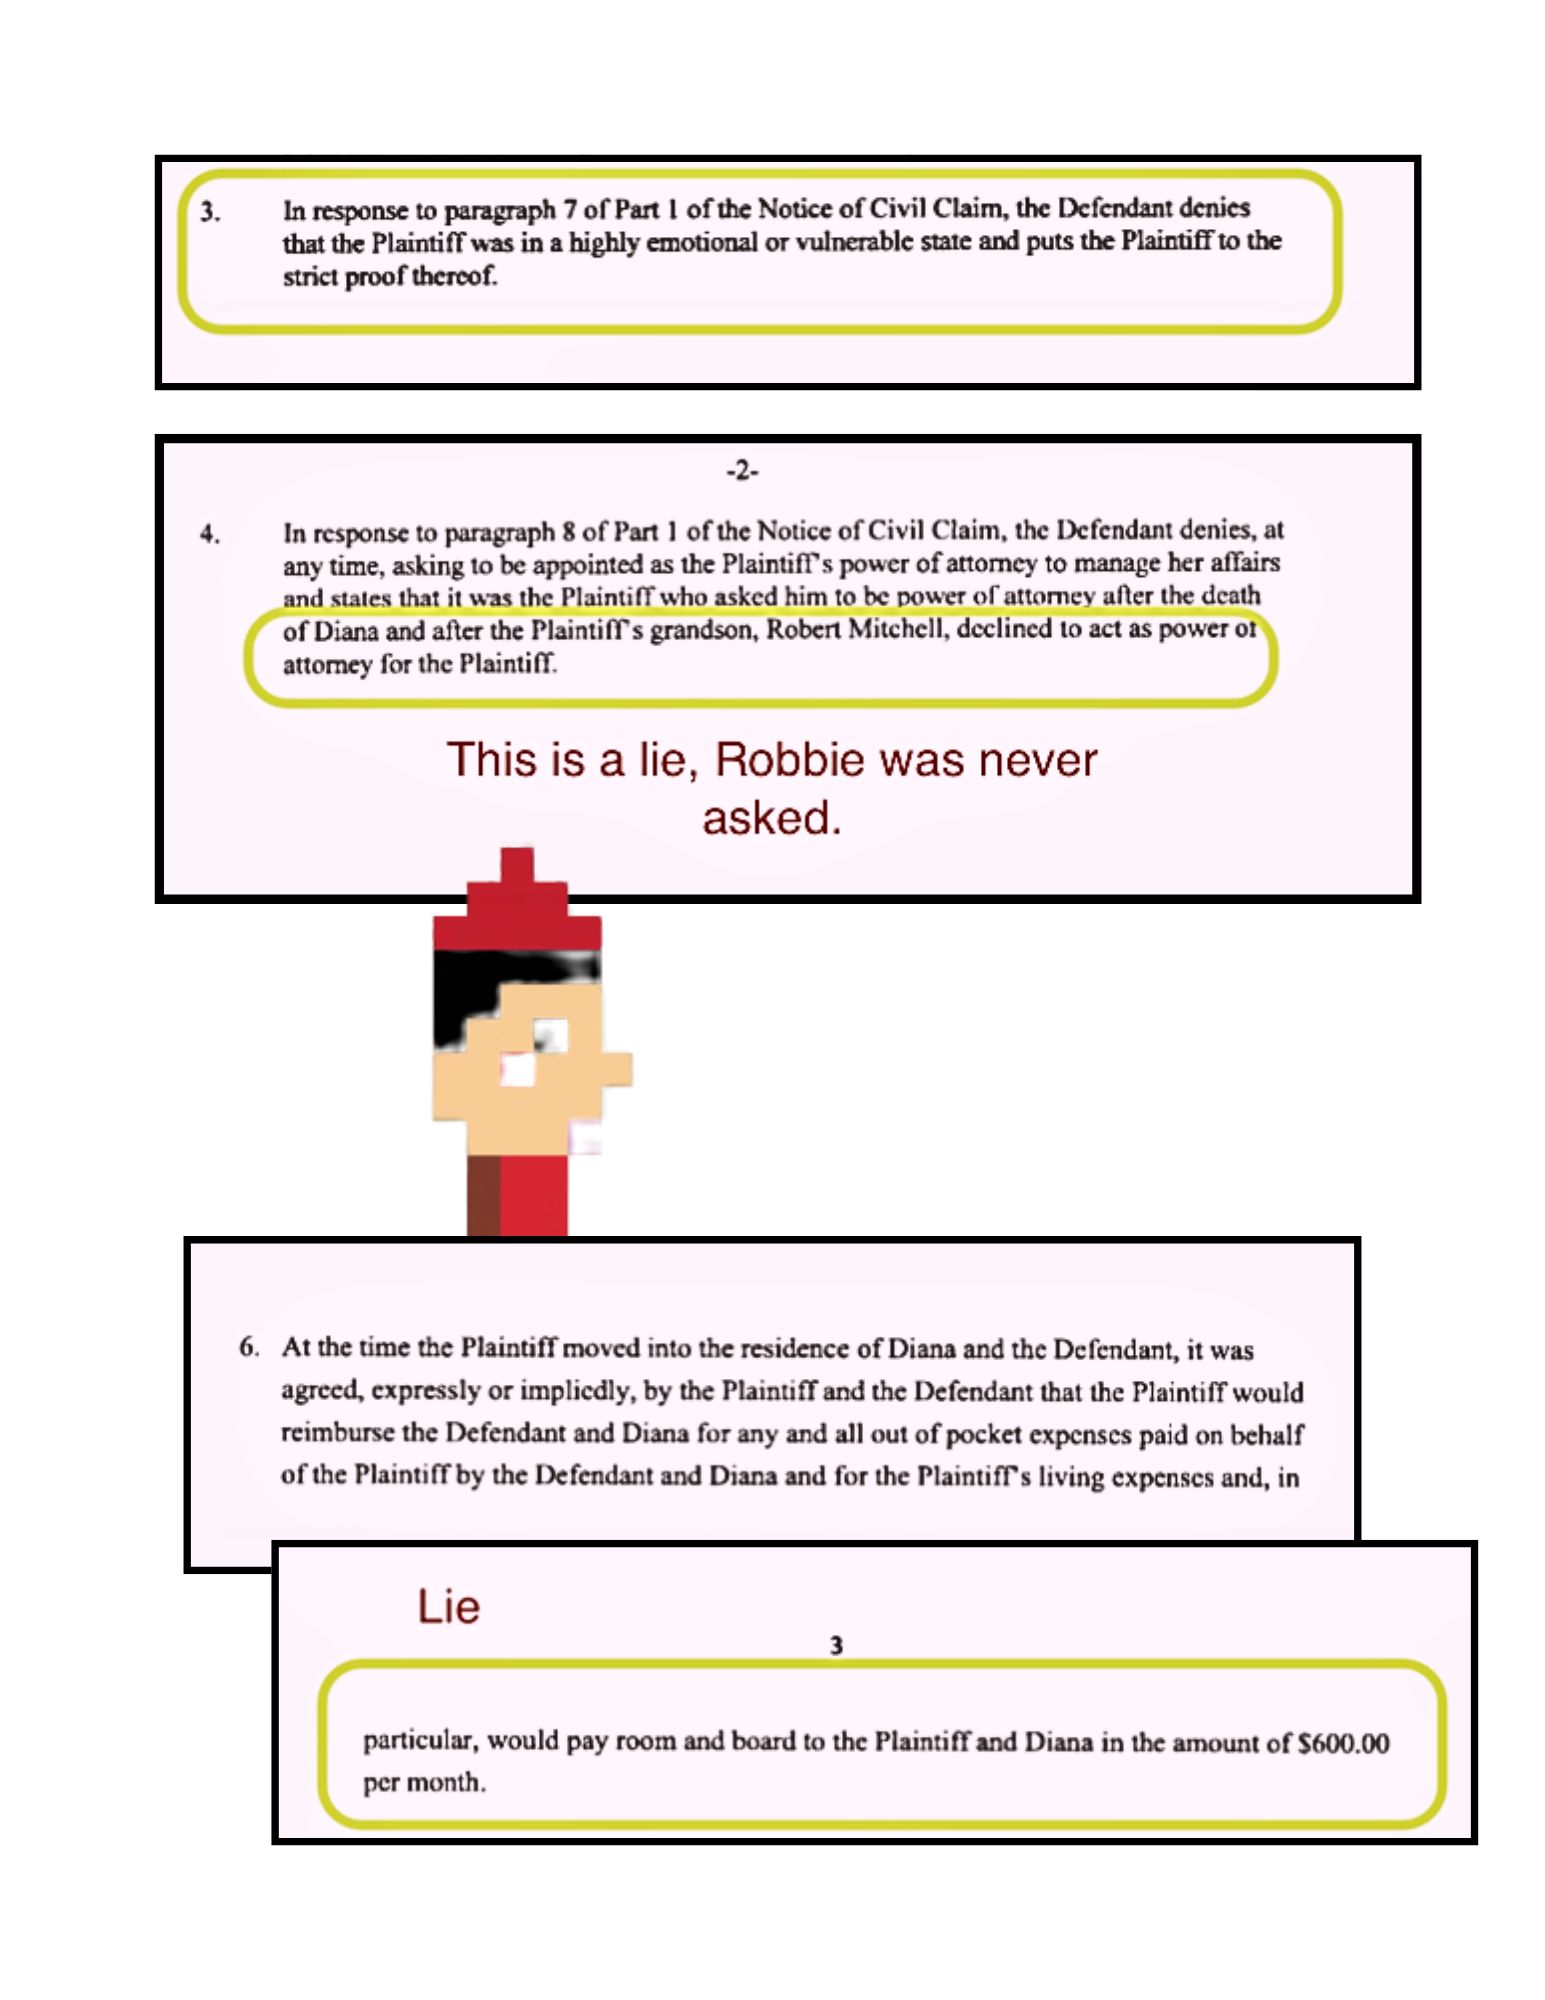 3. In response to paragraph 7 of Part 1 of the Notice of Civil Claim, the Defendant denies
that the Plaintiff was in a highly emotional or vulnerable state and puts the Plaintiff to the
strict proof thereof.
-2-
4. In response to paragraph 8 of Part 1 of the Notice of Civil Claim, the Defendant denies, at
any time, asking to be appointed as the Plaintiff's power of attorney to manage her affairs
and states that it was the Plaintiff who asked him to be power of attorney after the death
of Diana and after the Plaintiff's grandson, Robert Mitchell, declined to act as power of
attorney for the Plaintiff.
This is a lie, Robbie was never
asked.
6. At the time the Plaintiff moved into the residence of Diana and the Defendant, it was
agreed, expressly or impliedly, by the Plaintiff and the Defendant that the Plaintiff would
reimburse the Defendant and Diana for any and all out of pocket expenses paid on behalf
of the Plaintiff by the Defendant and Diana and for the Plaintiff's living expenses and, in
Lie
3
particular, would pay room and board to the Plaintiff and Diana in the amount of $600.00
per month.